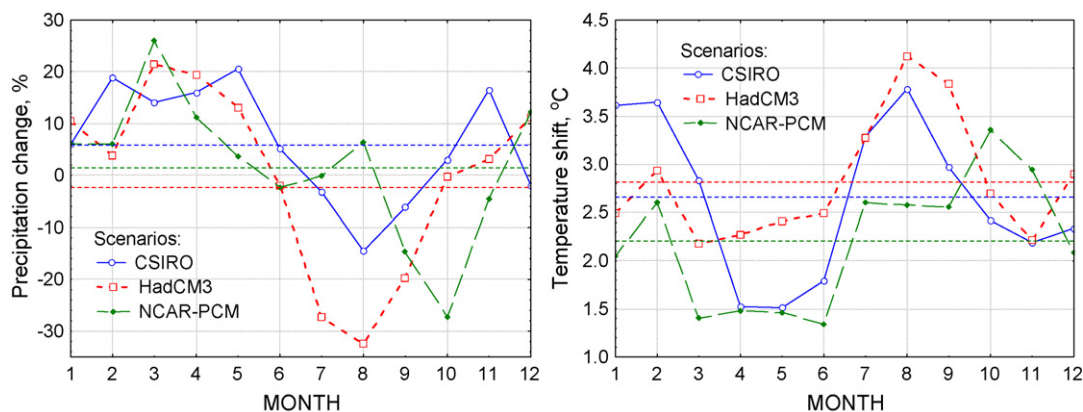 Precipitation change, %
30
20
10
0
-10
-20
-30
Scenarios:
CSIRO
HadCM3
NCAR-PCM
1 2 3 4 5 6 7 8 9 10 11 12
MONTH
Temperature shift, °C
4.5
4.0
3.5
3.0
2.5
2.0
1.5
1.0
Scenarios:
CSIRO
HadCM3
NCAR-PCM
1 2 3 4 5 6 7 8 9 10 11 12
MONTH